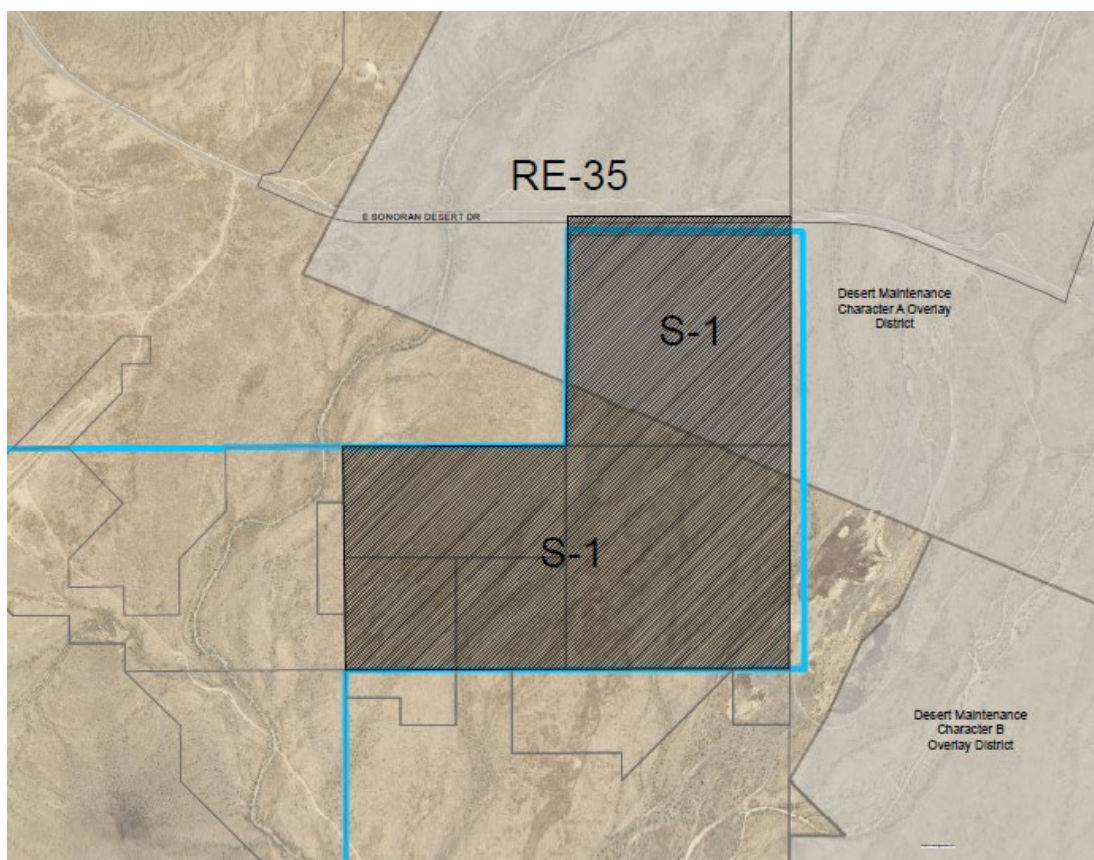 RE-35
E SONORAN DESERT DR
Desert Maintenance
Character A Overlay
District
S-1
S-1
Desert Maintenance
Character B
Overlay District